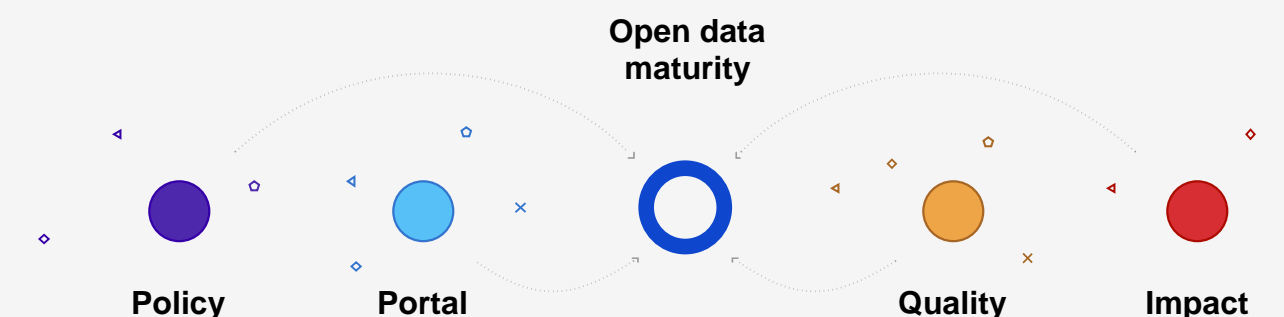 Open data
maturity
Policy
Portal
Quality
Impact